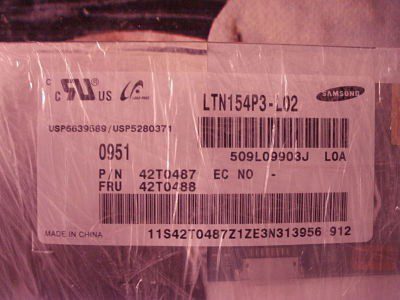 c UL US LTN154P3-L02 SAMSUNG
USP6639589/USP5280371
0951 509L09903J L0A
P/N 42T0487 EC NO -
FRU 42T0488
MADE IN CHINA 11S42T0487Z1ZE3N313956 912